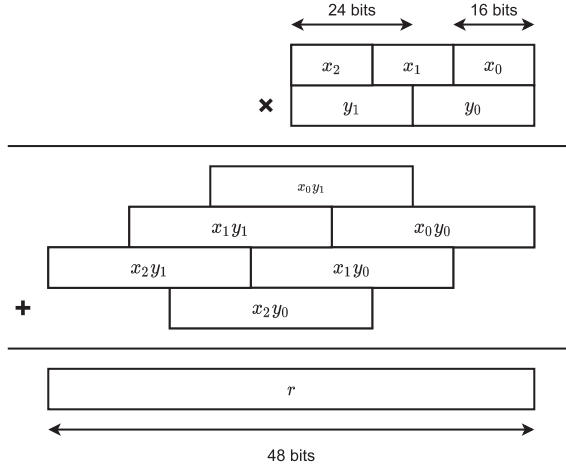 24 bits 16 bits
x₂ x₁ x₀
× y₁ y₀
x₀y₁
x₁y₁ x₀y₀
x₂y₁ x₁y₀
+ x₂y₀
r
48 bits